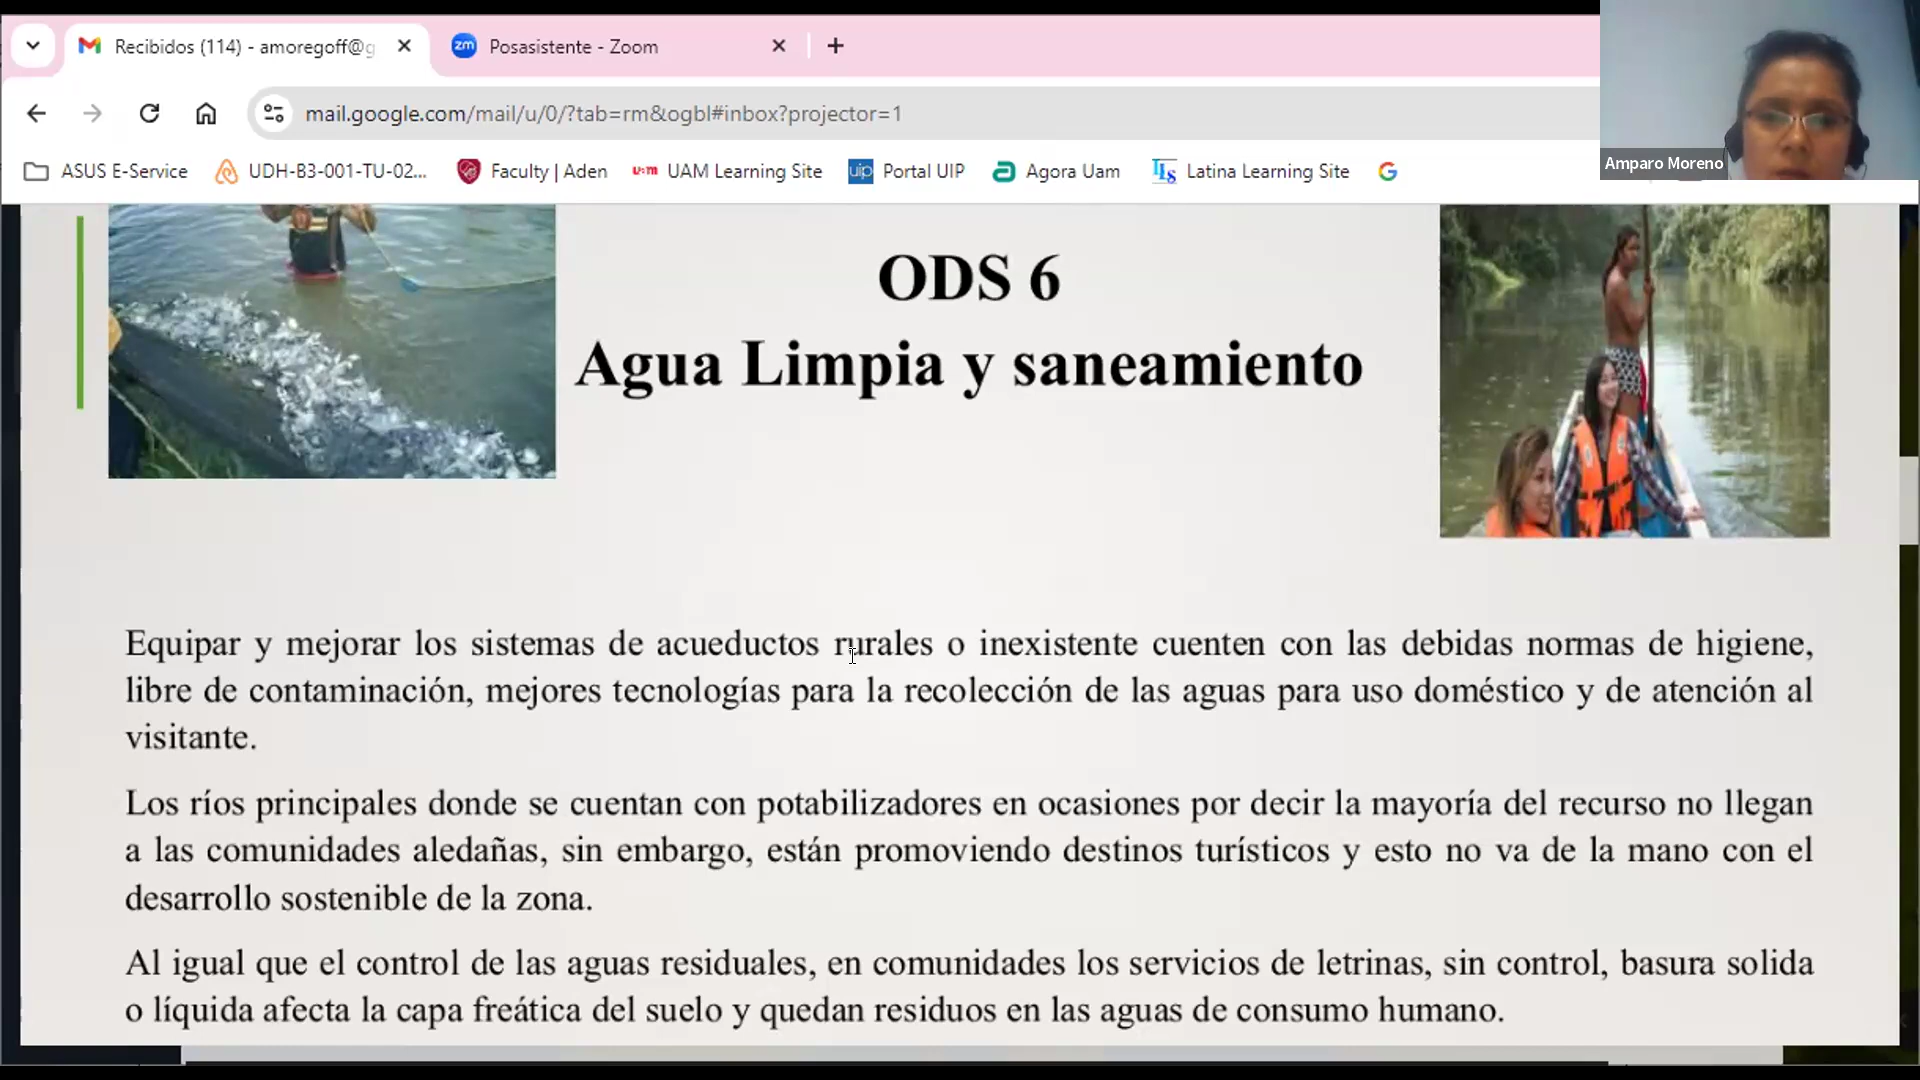 Recibidos (114) - amoregoff@g
Posasistente - Zoom
mail.google.com/mail/u/0/?tab=rm&ogbl#inbox?projector=1
ASUS E-Service
UDH-B3-001-TU-02...
Faculty | Aden
UAM Learning Site
Portal UIP
Agora Uam
Latina Learning Site
Amparo Moreno
ODS 6
Agua Limpia y saneamiento
Equipar y mejorar los sistemas de acueductos rurales o inexistente cuenten con las debidas normas de higiene,
libre de contaminación, mejores tecnologías para la recolección de las aguas para uso doméstico y de atención al
visitante.
Los ríos principales donde se cuentan con potabilizadores en ocasiones por decir la mayoría del recurso no llegan
a las comunidades aledañas, sin embargo, están promoviendo destinos turísticos y esto no va de la mano con el
desarrollo sostenible de la zona.
Al igual que el control de las aguas residuales, en comunidades los servicios de letrinas, sin control, basura solida
o líquida afecta la capa freática del suelo y quedan residuos en las aguas de consumo humano.